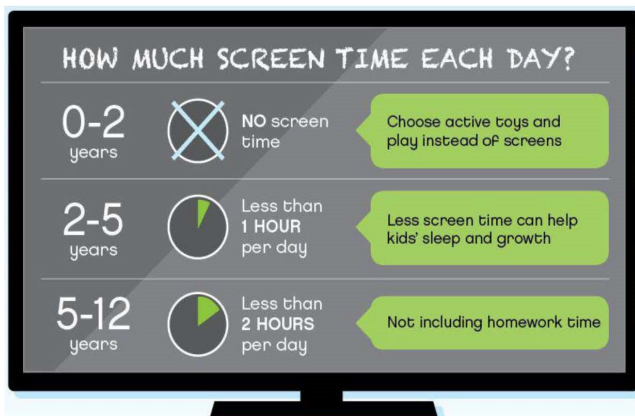 HOW MUCH SCREEN TIME EACH DAY?
0-2
years
NO screen
time
Choose active toys and
play instead of screens
2-5
years
Less than
1 HOUR
per day
Less screen time can help
kids' sleep and growth
5-12
years
Less than
2 HOURS
per day
Not including homework time